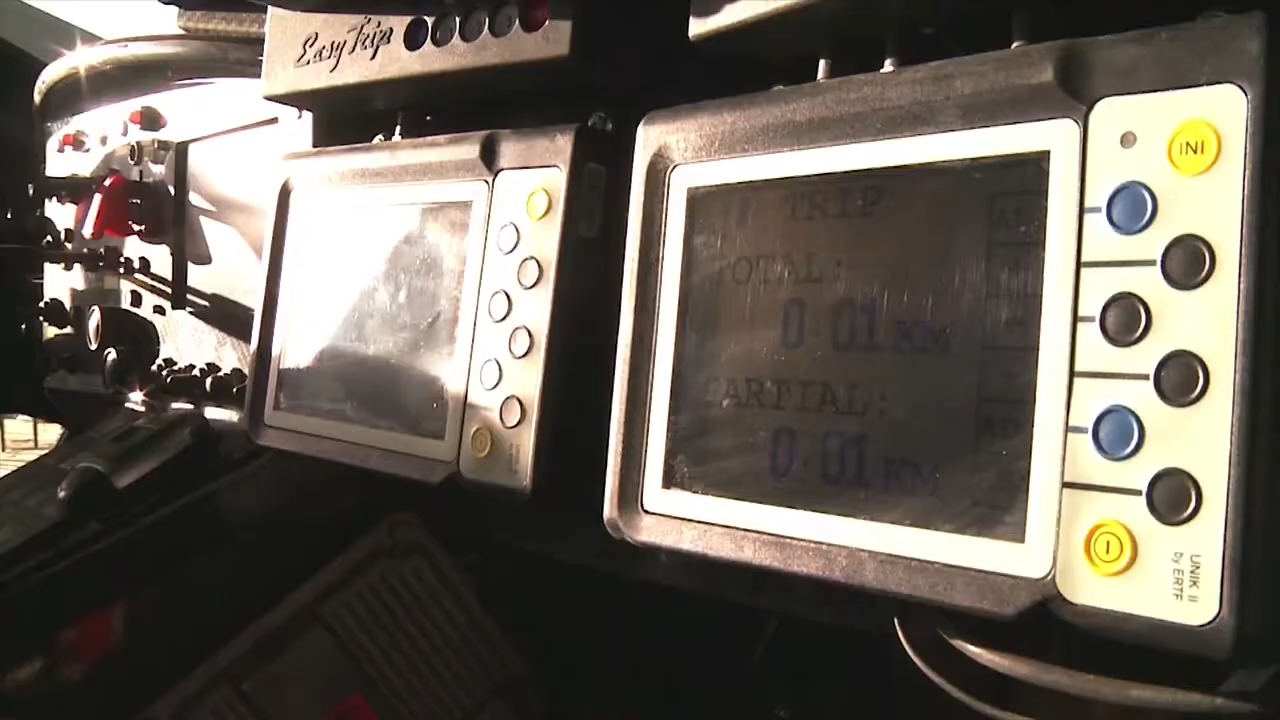 Easy Trip
INI
TRIP
TOTAL:
0.01 KM
PARTIAL:
0.01 KM
UNIK II
by ERTF